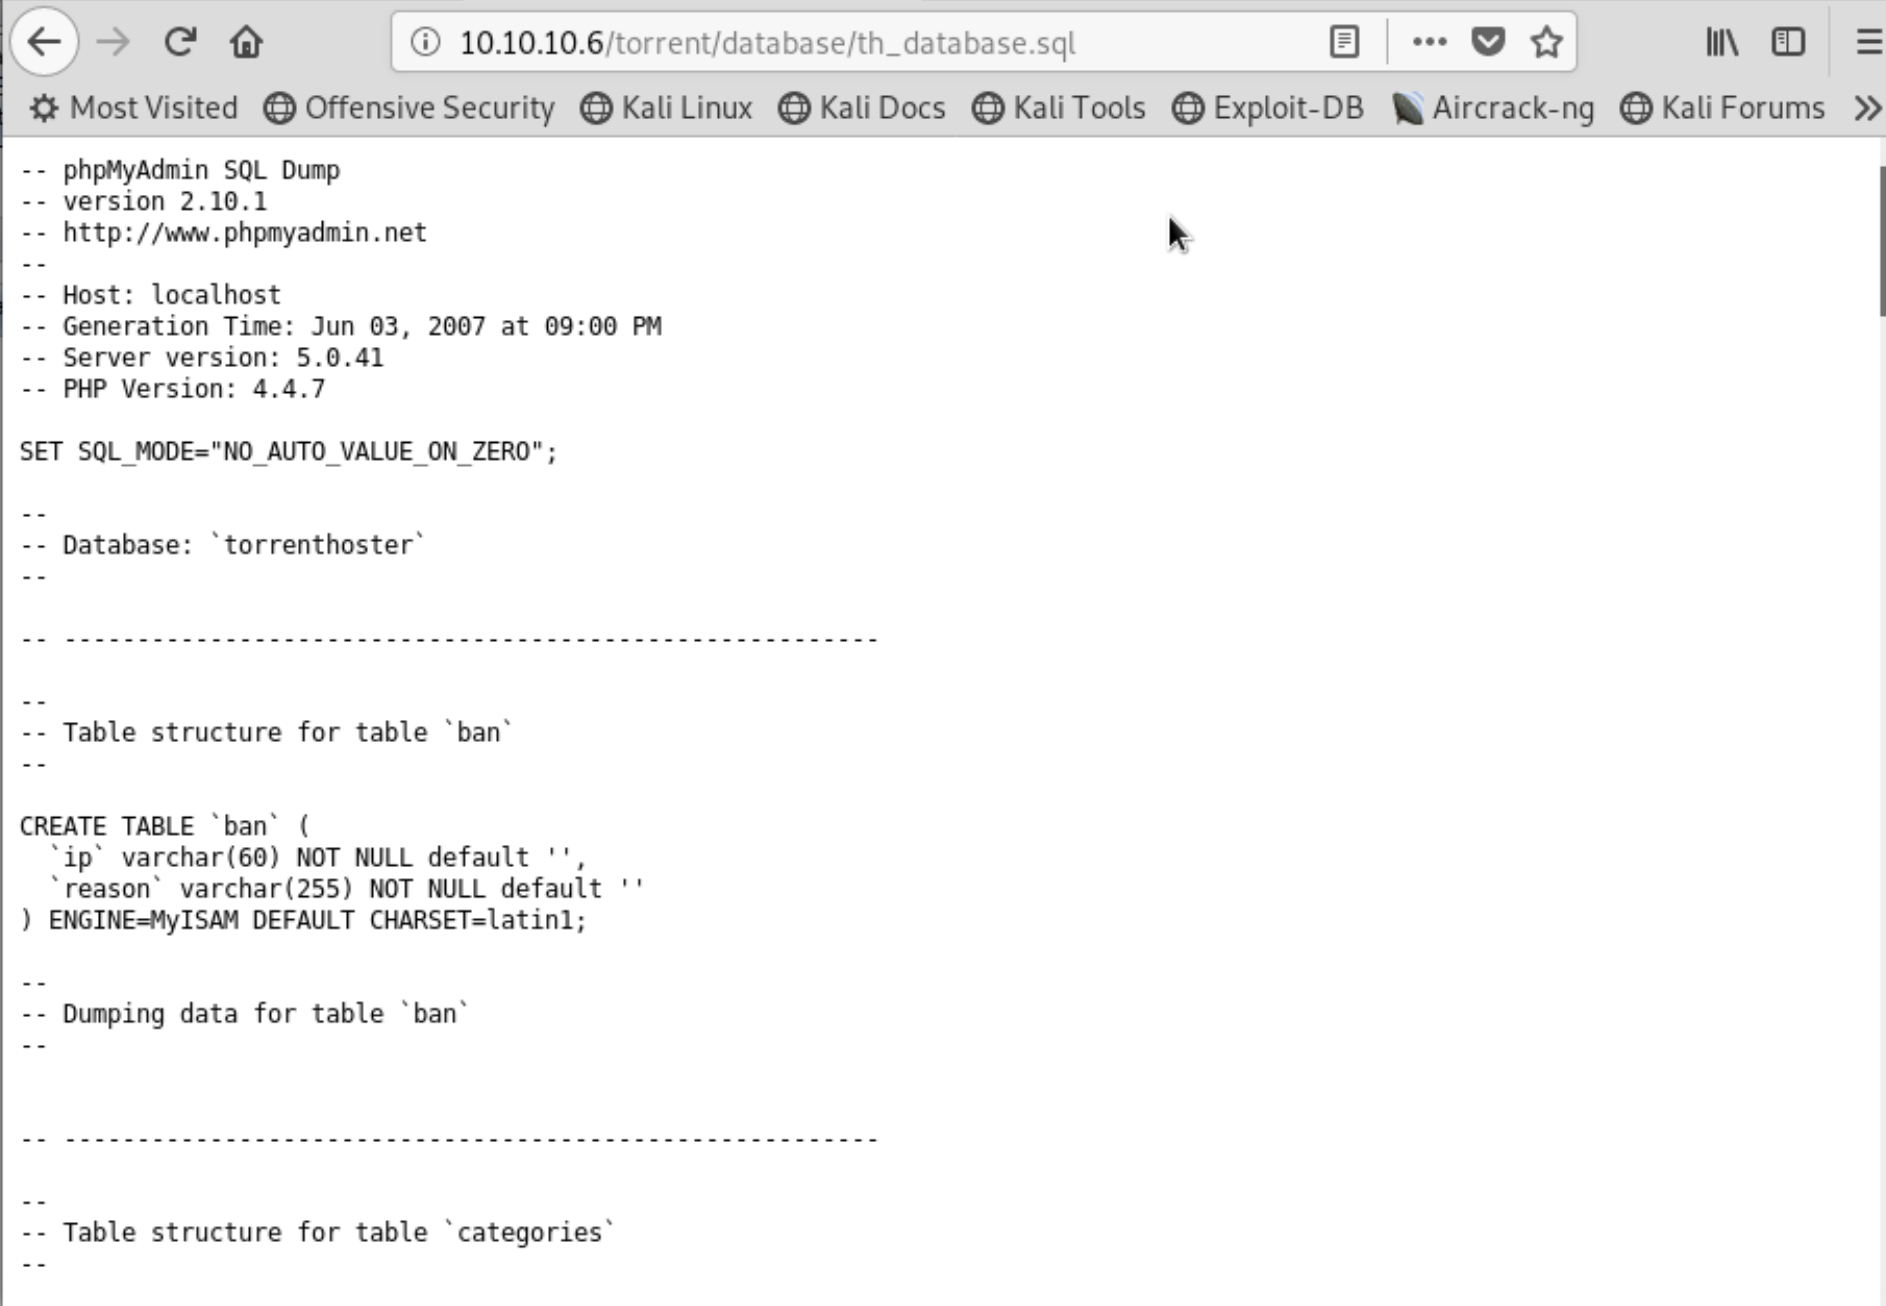 10.10.10.6/torrent/database/th_database.sql
Most Visited Offensive Security Kali Linux Kali Docs Kali Tools Exploit-DB Aircrack-ng Kali Forums
-- phpMyAdmin SQL Dump
-- version 2.10.1
-- http://www.phpmyadmin.net
--
-- Host: localhost
-- Generation Time: Jun 03, 2007 at 09:00 PM
-- Server version: 5.0.41
-- PHP Version: 4.4.7
SET SQL_MODE="NO_AUTO_VALUE_ON_ZERO";
--
-- Database: `torrenthoster`
--
-- --------------------------------------------------------
--
-- Table structure for table `ban`
--
CREATE TABLE `ban` (
  `ip` varchar(60) NOT NULL default '',
  `reason` varchar(255) NOT NULL default ''
) ENGINE=MyISAM DEFAULT CHARSET=latin1;
--
-- Dumping data for table `ban`
--
-- --------------------------------------------------------
--
-- Table structure for table `categories`
--